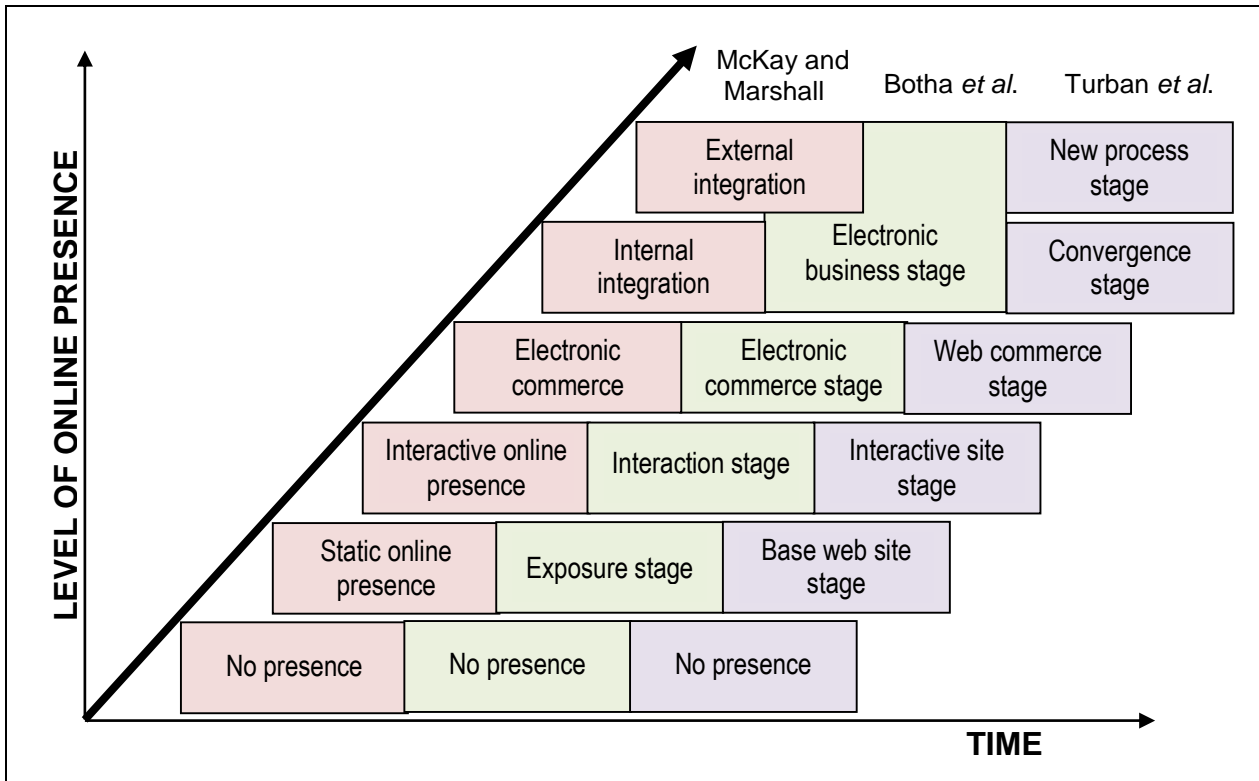 McKay and
Marshall
Botha et al.
Turban et al.
LEVEL OF ONLINE PRESENCE
External
integration
New process
stage
Internal
integration
Electronic
business stage
Convergence
stage
Electronic
commerce
Electronic
commerce stage
Web commerce
stage
Interactive online
presence
Interaction stage
Interactive site
stage
Static online
presence
Exposure stage
Base web site
stage
No presence
No presence
No presence
TIME